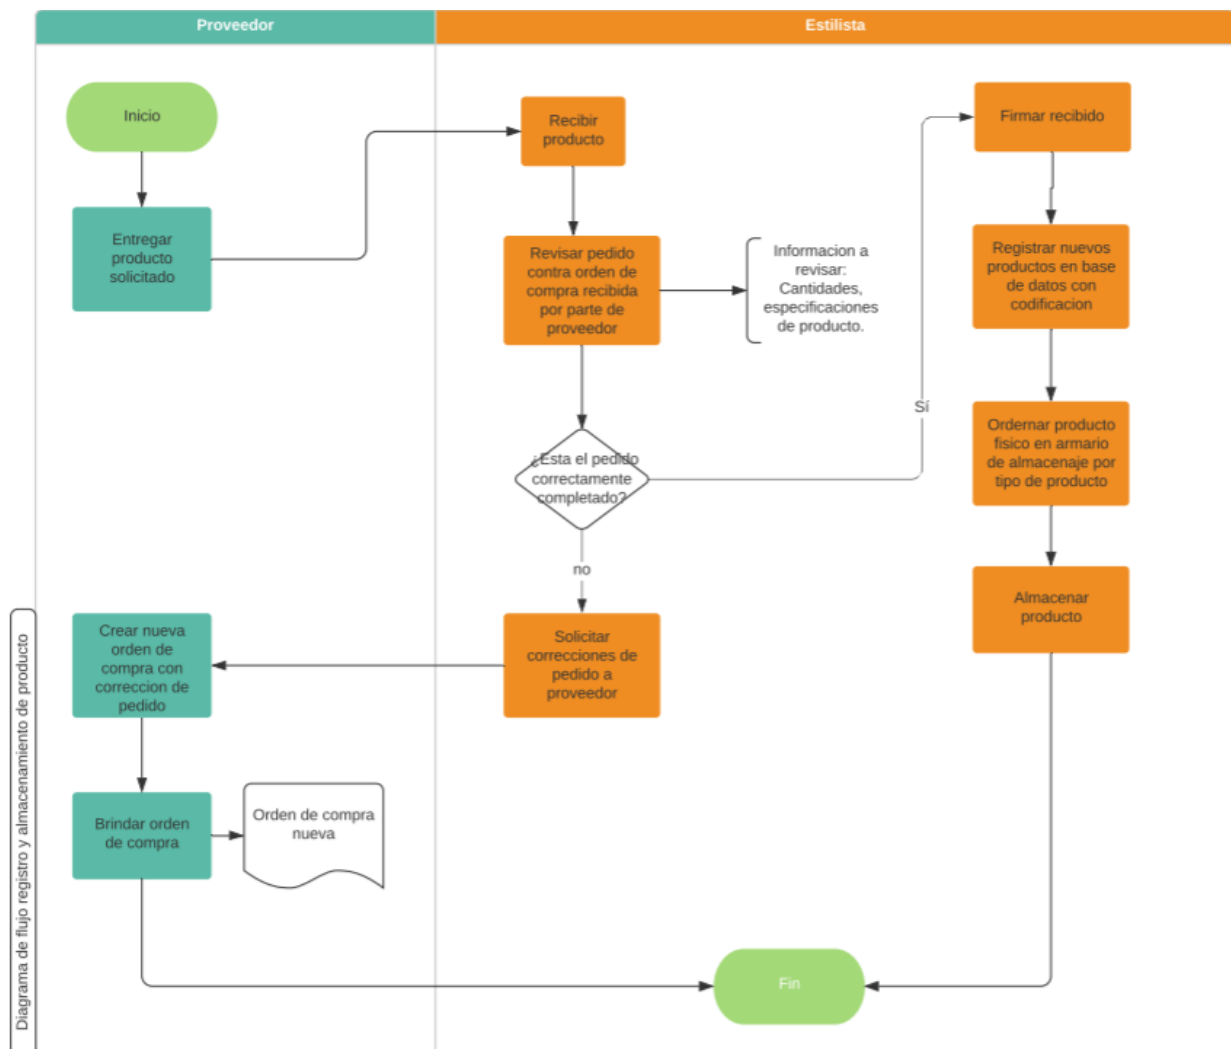 Proveedor
Estilista
Inicio
Entregar
producto
solicitado
Recibir
producto
Revisar pedido
contra orden de
compra recibida
por parte de
proveedor
Informacion a
revisar:
Cantidades,
especificaciones
de producto.
¿Esta el pedido
correctamente
completado?
Sí
no
Firmar recibido
Registrar nuevos
productos en base
de datos con
codificacion
Ordernar producto
fisico en armario
de almacenaje por
tipo de producto
Almacenar
producto
Solicitar
correcciones de
pedido a
proveedor
Crear nueva
orden de
compra con
correccion de
pedido
Brindar orden
de compra
Orden de compra
nueva
Fin
Diagrama de flujo registro y almacenamiento de producto